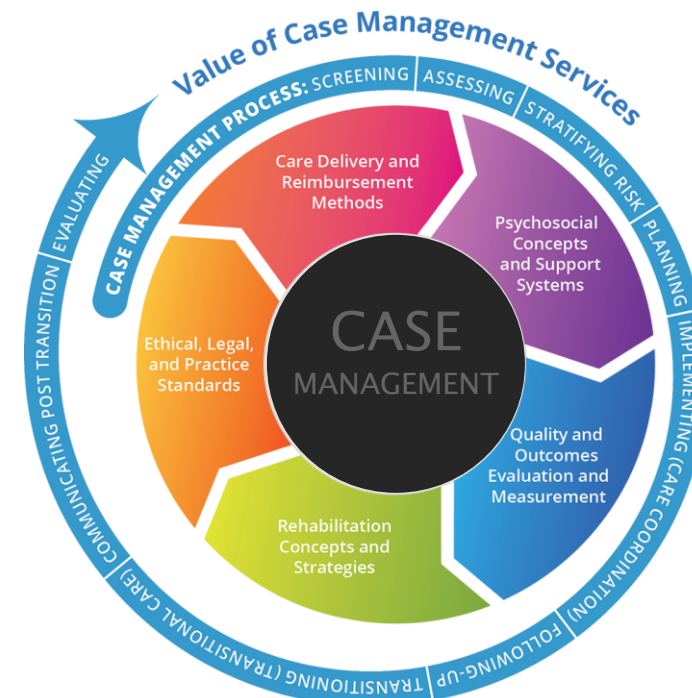 Value of Case Management Services
CASE MANAGEMENT PROCESS: SCREENING
ASSESSING
STRATIFYING RISK
PLANNING
IMPLEMENTING (CARE COORDINATION)
FOLLOWING-UP
TRANSITIONING (TRANSITIONAL CARE)
COMMUNICATING POST TRANSITION
EVALUATING
Care Delivery and
Reimbursement
Methods
Psychosocial
Concepts
and Support
Systems
Quality and
Outcomes
Evaluation and
Measurement
Rehabilitation
Concepts and
Strategies
Ethical, Legal,
and Practice
Standards
CASE
MANAGEMENT